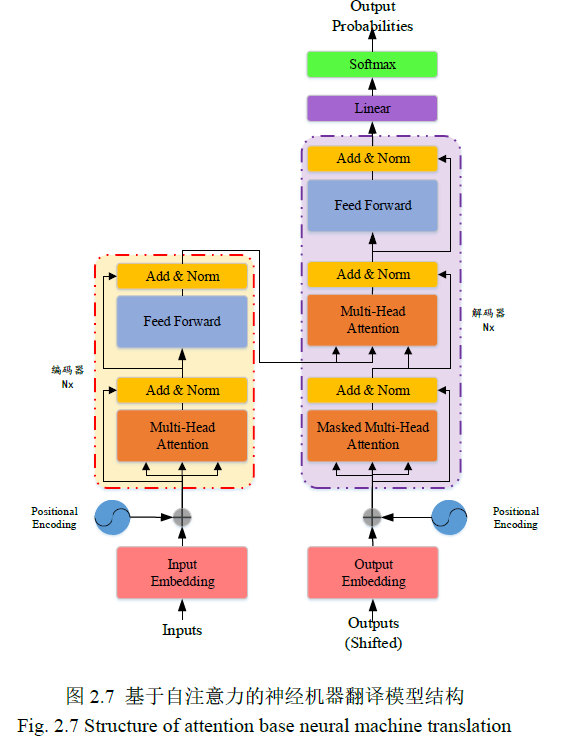 Output
Probabilities
Softmax
Linear
Add & Norm
Feed Forward
Add & Norm
Multi-Head
Attention
Add & Norm
Masked Multi-Head
Attention
解码器
Nx
Add & Norm
Feed Forward
Add & Norm
Multi-Head
Attention
编码器
Nx
Positional
Encoding
Positional
Encoding
Input
Embedding
Output
Embedding
Inputs
Outputs
(Shifted)
图 2.7 基于自注意力的神经机器翻译模型结构
Fig. 2.7 Structure of attention base neural machine translation